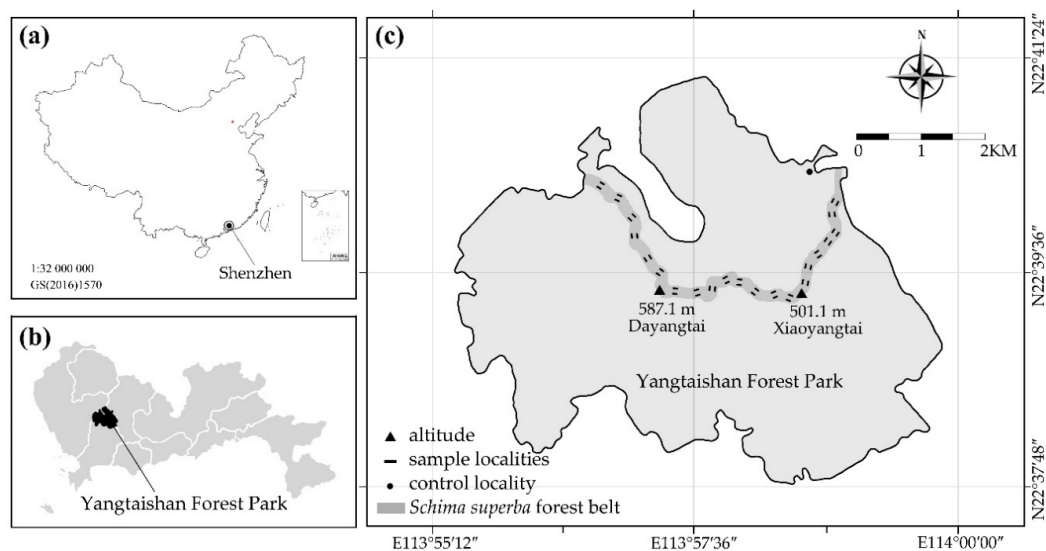 (a)
Shenzhen
1:32 000 000
GS(2016)1570
(b)
Yangtaishan Forest Park
(c)
N
0 1 2KM
587.1 m
Dayangtai
501.1 m
Xiaoyangtai
Yangtaishan Forest Park
altitude
sample localities
control locality
Schima superba forest belt
N22°41′24″
N22°39′36″
N22°37′48″
E113°55′12″ E113°57′36″ E114°00′00″